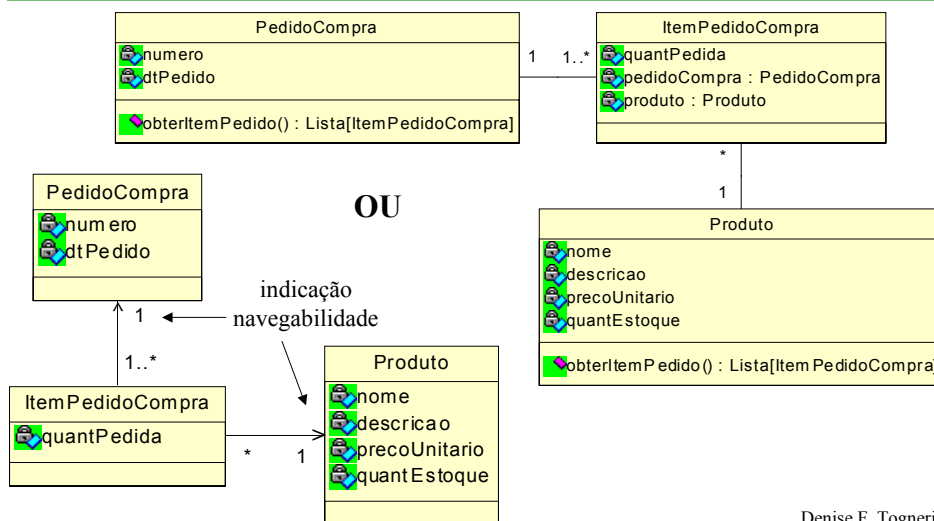 PedidoCompra
numero
dtPedido
obterItemPedido() : Lista[ItemPedidoCompra]
1 1..*
ItemPedidoCompra
quantPedida
pedidoCompra : PedidoCompra
produto : Produto
*
1
Produto
nome
descricao
precoUnitario
quantEstoque
obterItemPedido() : Lista[ItemPedidoCompra]
OU
PedidoCompra
numero
dtPedido
1
1..*
indicação
navegabilidade
ItemPedidoCompra
quantPedida
* 1
Produto
nome
descricao
precoUnitario
quantEstoque
Denise F. Togneri